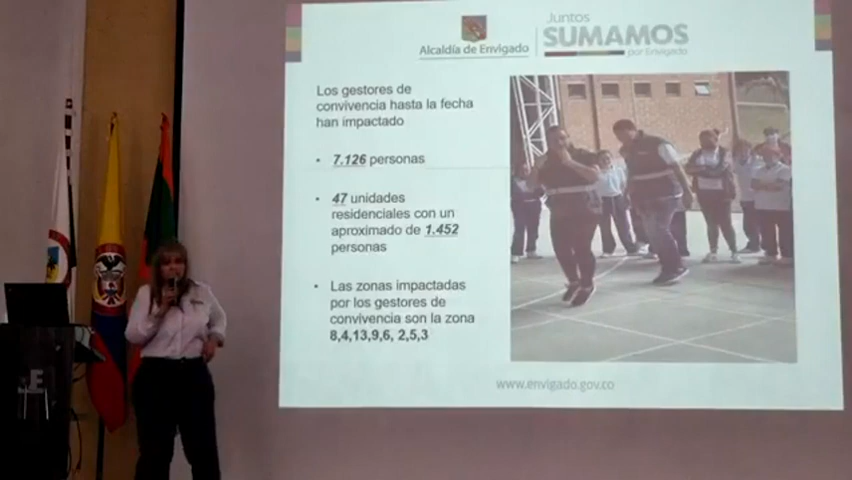 Alcaldía de Envigado
Juntos
SUMAMOS
por Envigado
Los gestores de
convivencia hasta la fecha
han impactado
• 7.126 personas
• 47 unidades
residenciales con un
aproximado de 1.452
personas
• Las zonas impactadas
por los gestores de
convivencia son la zona
8,4,13,9,6, 2,5,3
www.envigado.gov.co